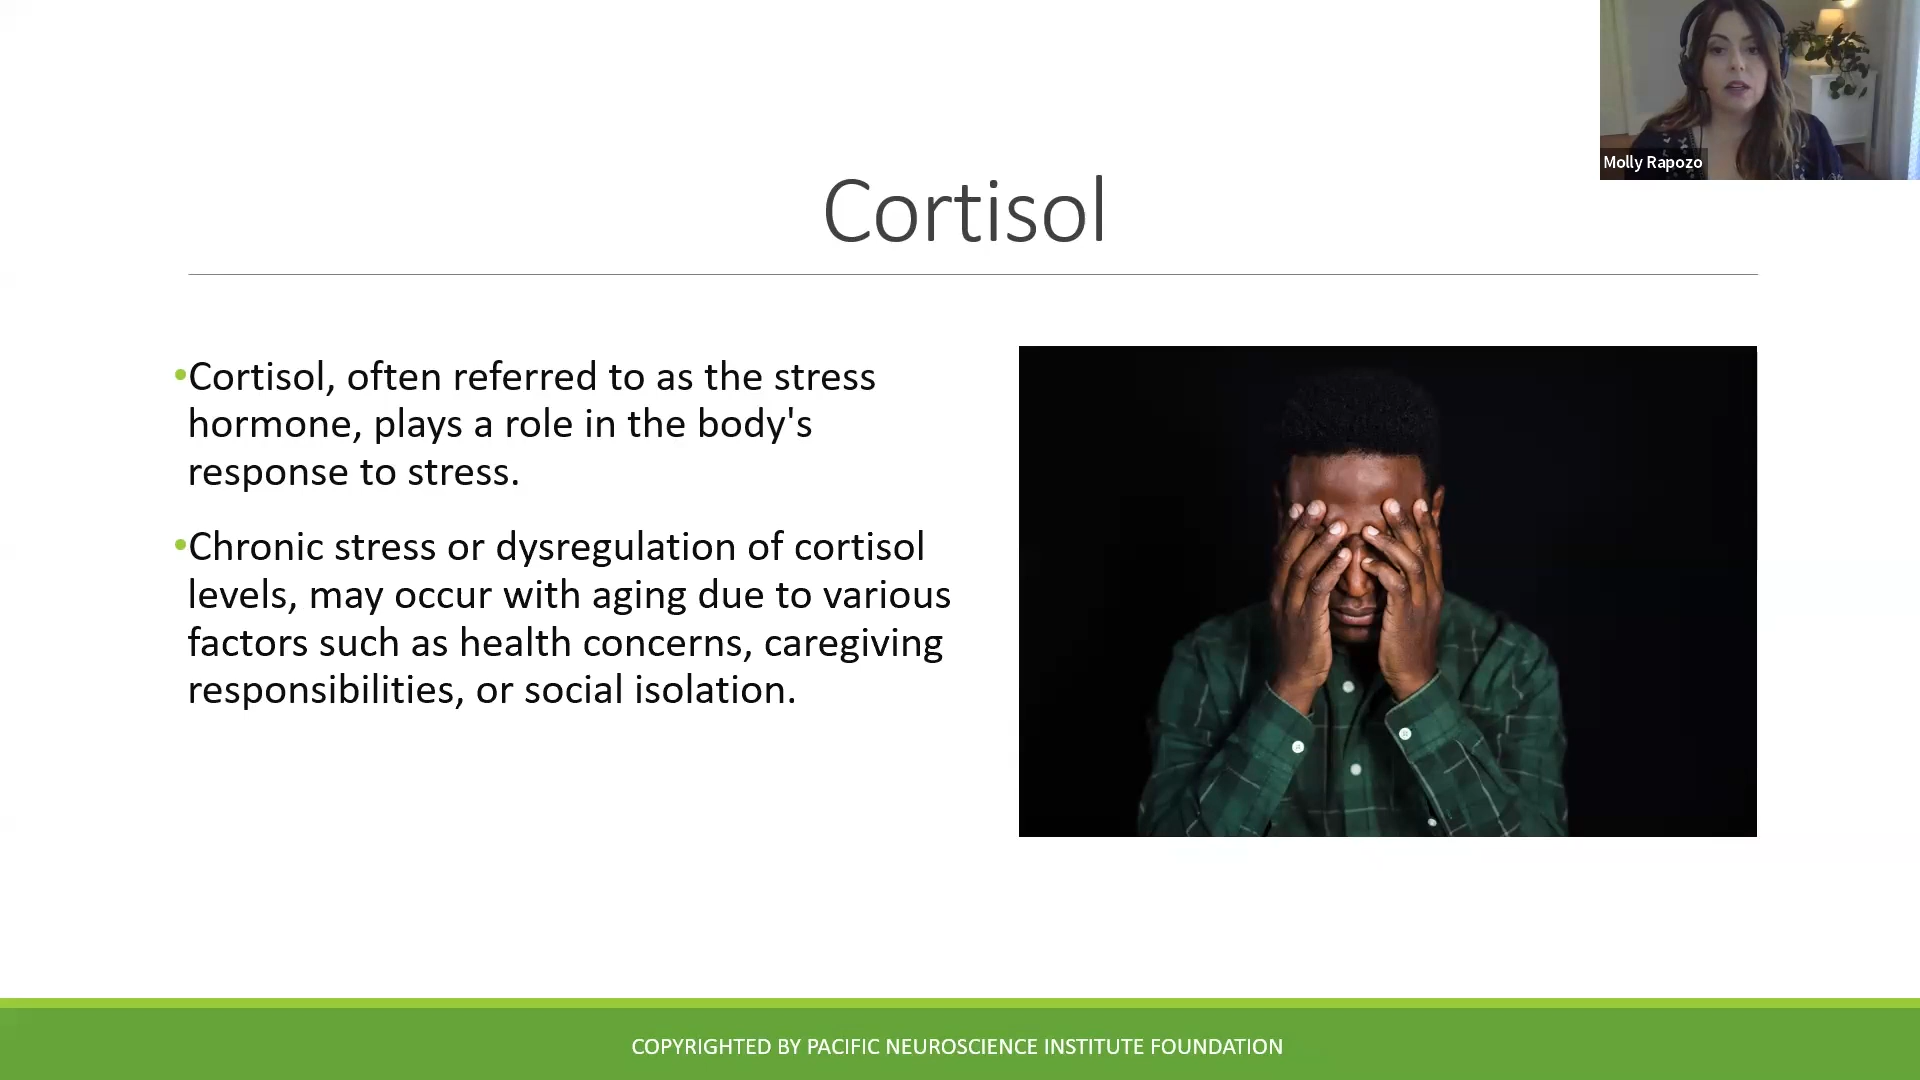 Molly Rapozo
Cortisol
•Cortisol, often referred to as the stress
hormone, plays a role in the body's
response to stress.
•Chronic stress or dysregulation of cortisol
levels, may occur with aging due to various
factors such as health concerns, caregiving
responsibilities, or social isolation.
COPYRIGHTED BY PACIFIC NEUROSCIENCE INSTITUTE FOUNDATION